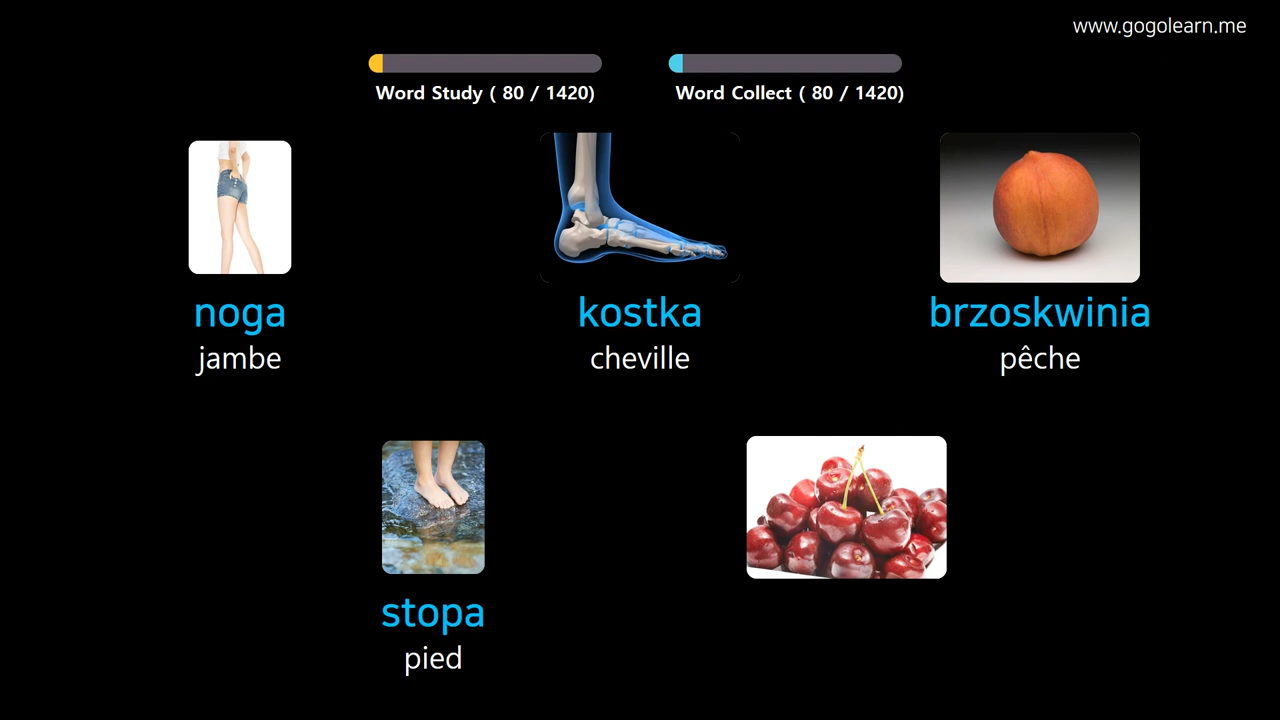 www.gogolearn.me
Word Study ( 80 / 1420)
Word Collect ( 80 / 1420)
noga
jambe
kostka
cheville
brzoskwinia
pêche
stopa
pied